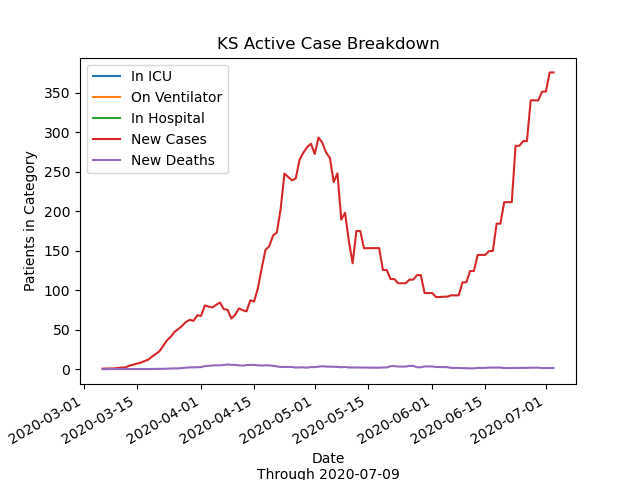 KS Active Case Breakdown
In ICU
On Ventilator
In Hospital
New Cases
New Deaths
Patients in Category
350
300
250
200
150
100
50
0
2020-03-01
2020-03-15
2020-04-01
2020-04-15
2020-05-01
2020-05-15
2020-06-01
2020-06-15
2020-07-01
Date
Through 2020-07-09